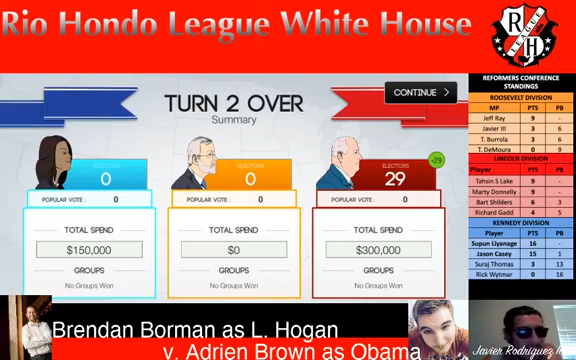 Rio Hondo League White House
R
H
LEAGUE
CONTINUE
TURN 2 OVER
Summary
ELECTORS
0
POPULAR VOTE: 0
TOTAL SPEND
$150,000
GROUPS
No Groups Won
ELECTORS
0
POPULAR VOTE: 0
TOTAL SPEND
$0
GROUPS
No Groups Won
+29
ELECTORS
29
POPULAR VOTE: 0
TOTAL SPEND
$300,000
GROUPS
No Groups Won
REFORMERS CONFERENCE
STANDINGS
ROOSEVELT DIVISION
MP PTS PB
Jeff Ray 9 -
Javier III 3 6
T. Burrola 3 6
T. DeMoura 0 9
LINCOLN DIVISION
Player PTS PB
Tahsin S Lake 9 -
Marty Donnelly 9 -
Bart Shilders 6 3
Richard Gadd 4 5
KENNEDY DIVISION
Player PTS PB
Supun Liyanage 16 -
Jason Casey 15 1
Suraj Thomas 3 13
Rick Wytmar 0 16
Brendan Borman as L. Hogan
v. Adrien Brown as Obama
Javier Rodriguez